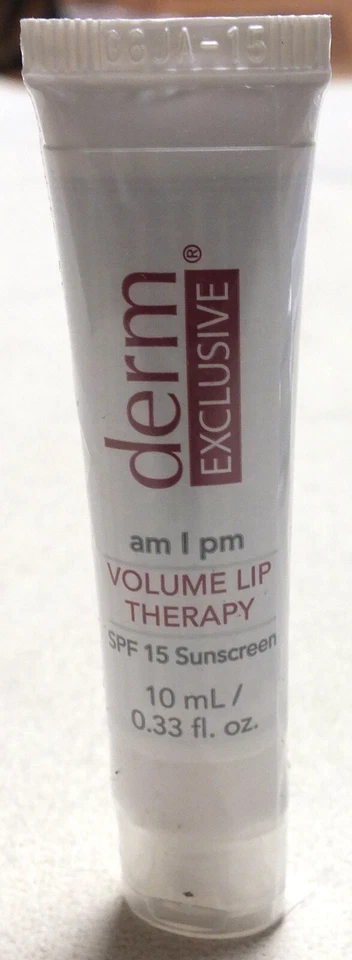 derm®
EXCLUSIVE
am | pm
VOLUME LIP
THERAPY
SPF 15 Sunscreen
10 mL /
0.33 fl. oz.